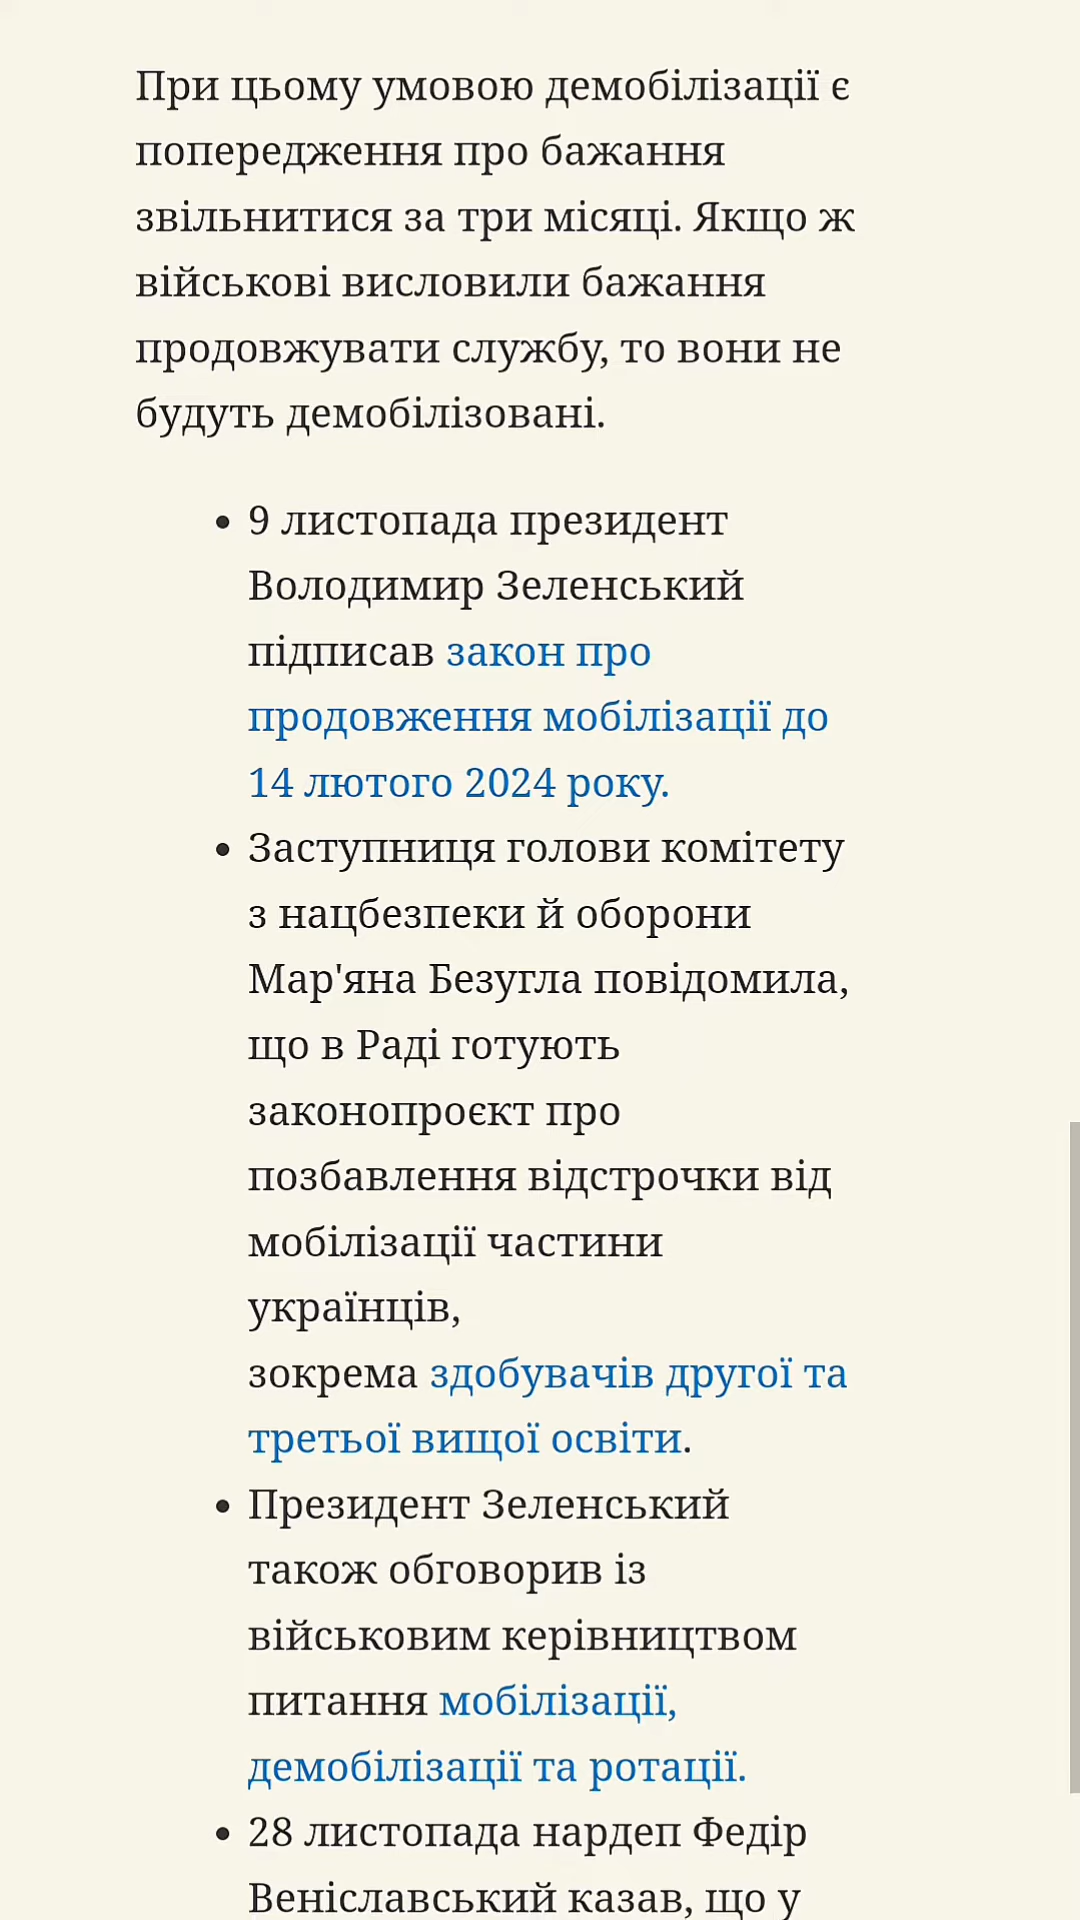 При цьому умовою демобілізації є
попередження про бажання
звільнитися за три місяці. Якщо ж
військові висловили бажання
продовжувати службу, то вони не
будуть демобілізовані.
• 9 листопада президент
Володимир Зеленський
підписав закон про
продовження мобілізації до
14 лютого 2024 року.
• Заступниця голови комітету
з нацбезпеки й оборони
Мар'яна Безугла повідомила,
що в Раді готують
законопроєкт про
позбавлення відстрочки від
мобілізації частини
українців,
зокрема здобувачів другої та
третьої вищої освіти.
• Президент Зеленський
також обговорив із
військовим керівництвом
питання мобілізації,
демобілізації та ротації.
• 28 листопада нардеп Федір
Веніславський казав, що у